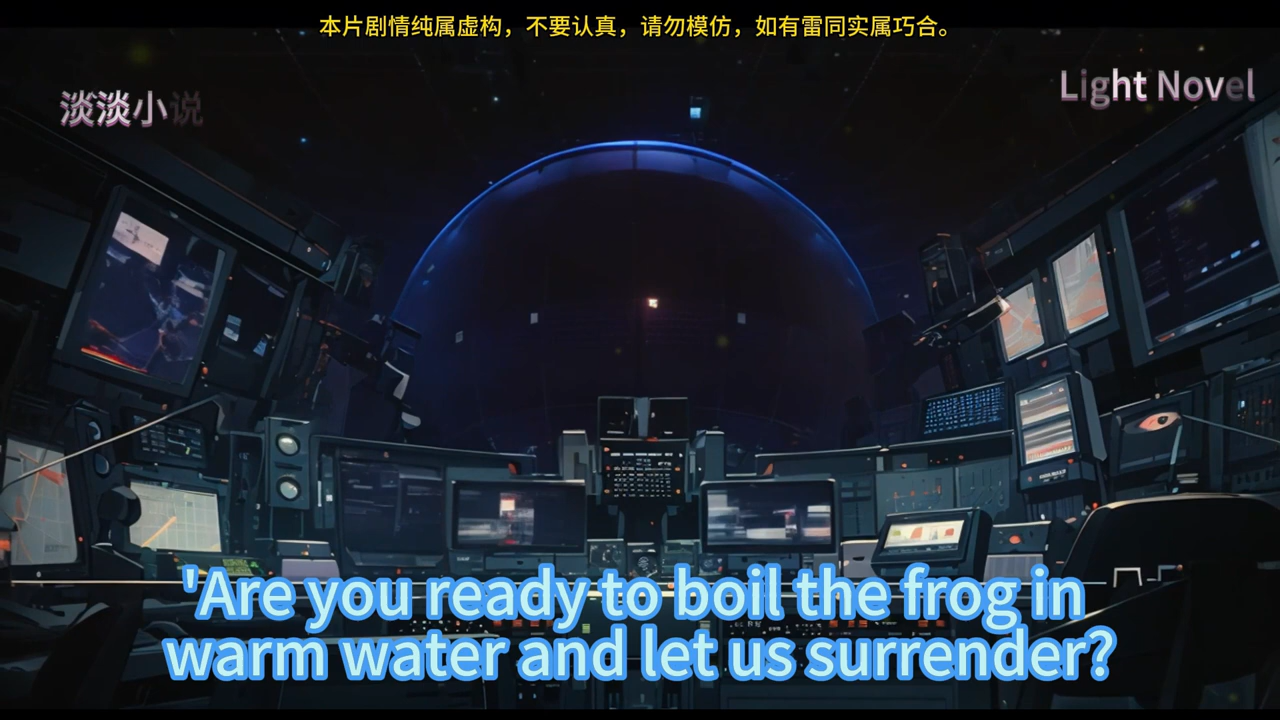 本片剧情纯属虚构，不要认真，请勿模仿，如有雷同实属巧合。
淡淡小说
Light Novel
'Are you ready to boil the frog in
warm water and let us surrender?